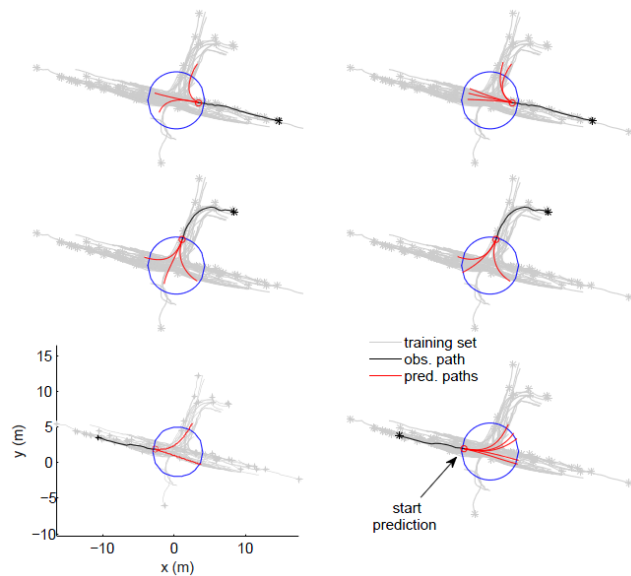 training set
obs. path
pred. paths
15
10
5
0
−5
−10
y (m)
−10
0
10
x (m)
start
prediction